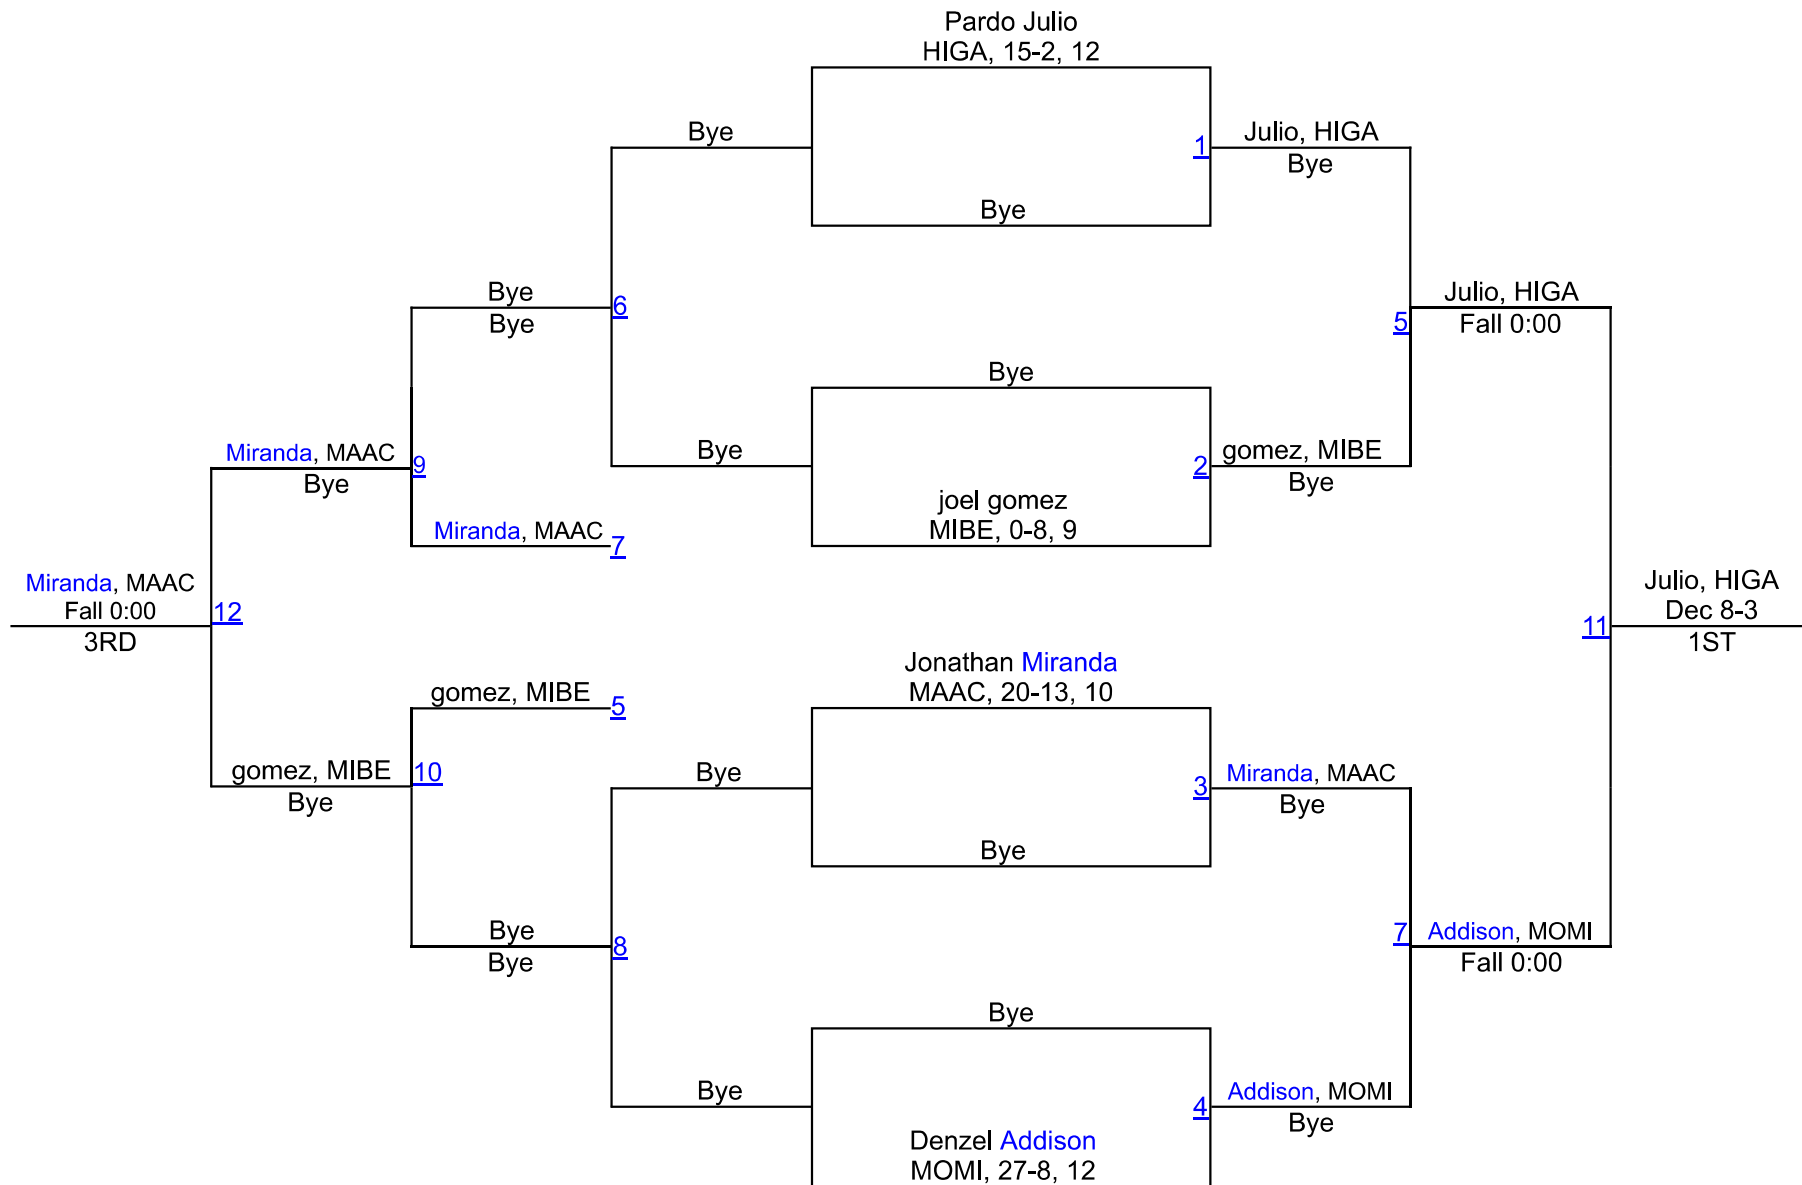 Pardo Julio
HIGA, 15-2, 12
Bye
1
Julio, HIGA
Bye
Bye
Bye
Bye
6
Julio, HIGA
Fall 0:00
5
Bye
Bye
2
gomez, MIBE
Bye
joel gomez
MIBE, 0-8, 9
Miranda, MAAC
Bye
9
Miranda, MAAC
7
Miranda, MAAC
Fall 0:00
3RD
12
Julio, HIGA
Dec 8-3
1ST
11
Jonathan Miranda
MAAC, 20-13, 10
gomez, MIBE
5
gomez, MIBE
Bye
10
Bye
3
Miranda, MAAC
Bye
Bye
Bye
Bye
8
7
Addison, MOMI
Fall 0:00
Bye
Bye
4
Addison, MOMI
Bye
Denzel Addison
MOMI, 27-8, 12